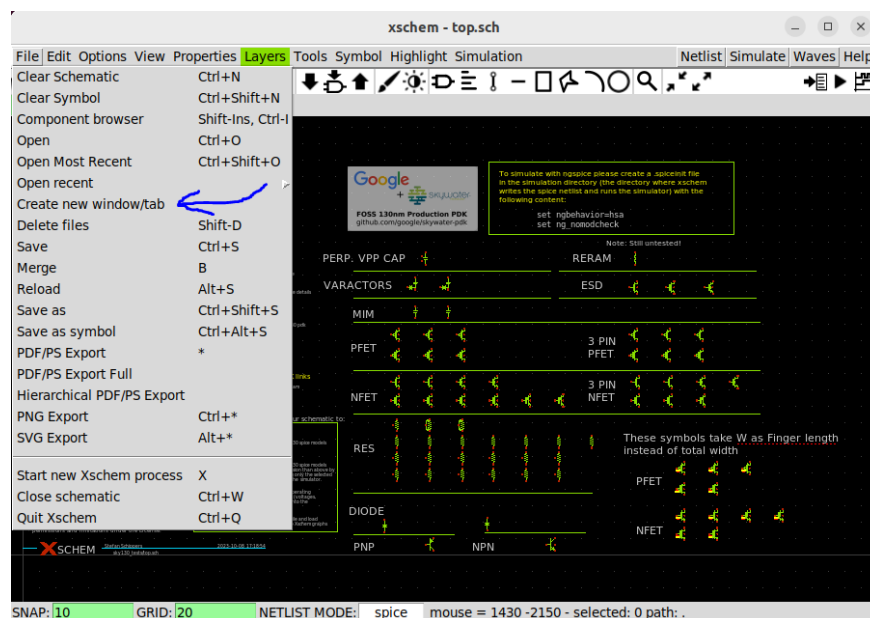 xschem - top.sch
File Edit Options View Properties Layers Tools Symbol Highlight Simulation Netlist Simulate Waves Help
Clear Schematic Ctrl+N
Clear Symbol Ctrl+Shift+N
Component browser Shift-Ins, Ctrl-I
Open Ctrl+O
Open Most Recent Ctrl+Shift+O
Open recent
Create new window/tab
Delete files Shift-D
Save Ctrl+S
Merge B
Reload Alt+S
Save as Ctrl+Shift+S
Save as symbol Ctrl+Alt+S
PDF/PS Export *
PDF/PS Export Full
Hierarchical PDF/PS Export
PNG Export Ctrl+*
SVG Export Alt+*
Start new Xschem process X
Close schematic Ctrl+W
Quit Xschem Ctrl+Q
Google
+ skywater
FOSS 130nm Production PDK
github.com/google/skywater-pdk
To simulate with ngspice please create a .spiceinit file
in the simulation directory (the directory where xschem
writes the spice netlist and runs the simulator) with the
following content:
set ngbehavior=hsa
set ng_nomodcheck
Note: Still untested!
PERP. VPP CAP
RERAM
VARACTORS
ESD
MIM
PFET
3 PIN
PFET
NFET
3 PIN
NFET
RES
These symbols take W as Finger length
instead of total width
PFET
NFET
DIODE
PNP
NPN
XSCHEM
Stefan Schippers
SNAP: 10 GRID: 20 NETLIST MODE: spice mouse = 1430 -2150 - selected: 0 path: .